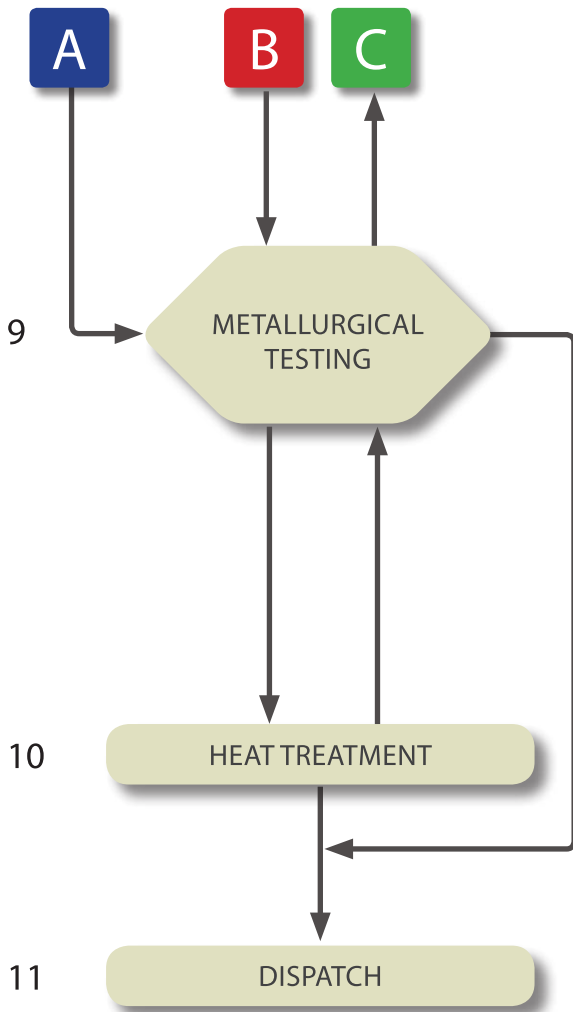 A
B
C
9
METALLURGICAL
TESTING
10
HEAT TREATMENT
11
DISPATCH